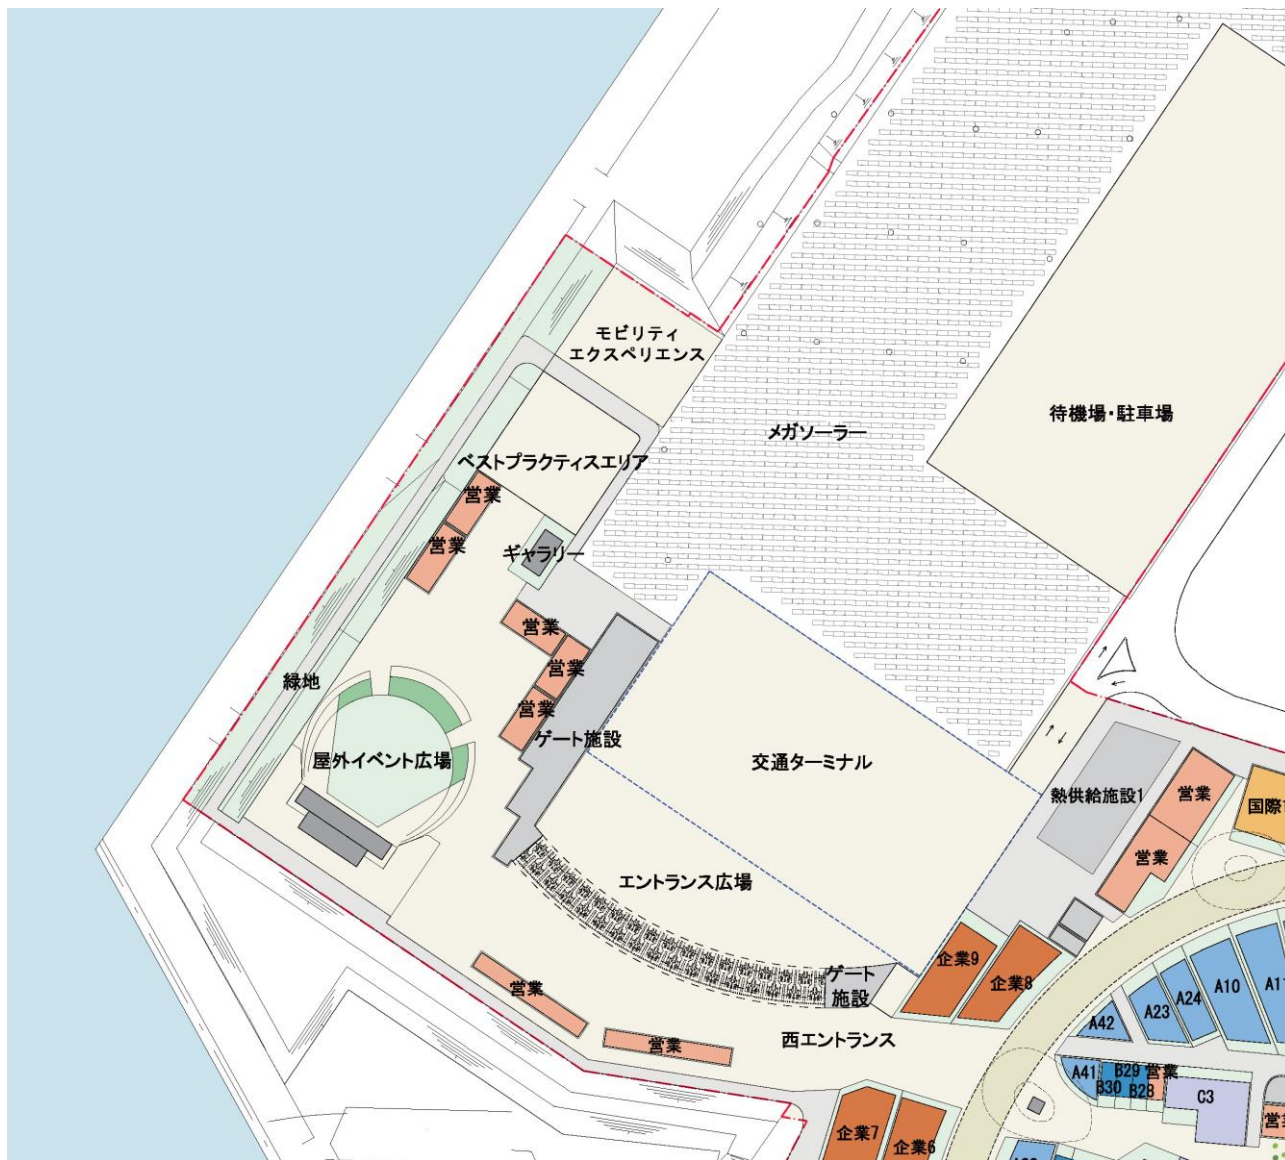 モビリティ
エクスペリエンス
待機場・駐車場
メガソーラー
ベストプラクティスエリア
営業
営業
ギャラリー
営業
営業
緑地
営業
ゲート施設
屋外イベント広場
交通ターミナル
熱供給施設1
営業
国際1
営業
エントランス広場
企業9
企業8
ゲート
施設
営業
A42
A23
A24
A10
A11
西エントランス
営業
A41
B30
B29
B28
営業
C3
企業7
企業6